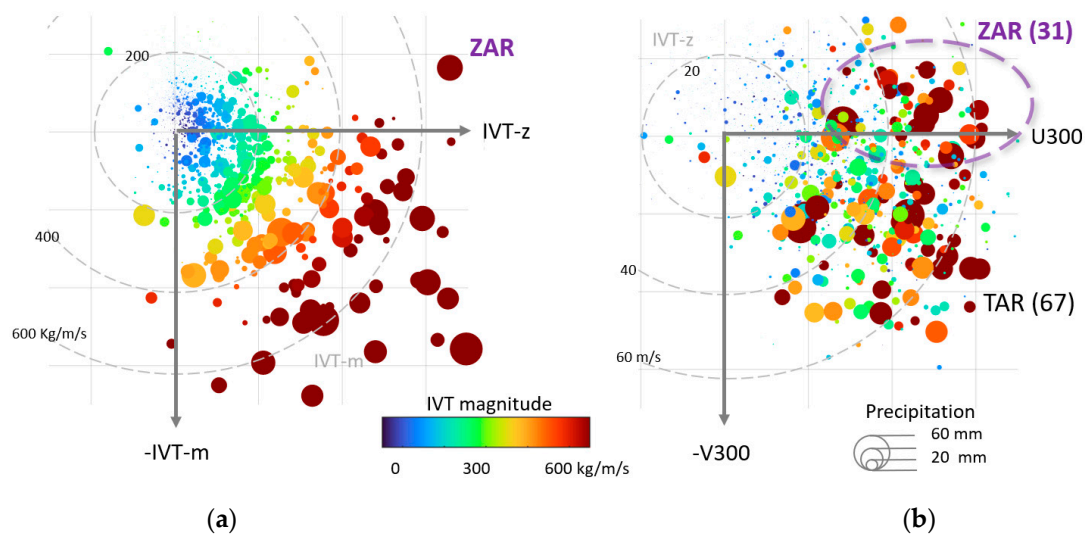 ZAR
200
IVT-z
400
600 Kg/m/s
IVT-m
-IVT-m
IVT magnitude
0 300 600 kg/m/s
(a)
ZAR (31)
IVT-z
20
U300
40
TAR (67)
60 m/s
-V300
Precipitation
60 mm
20 mm
(b)